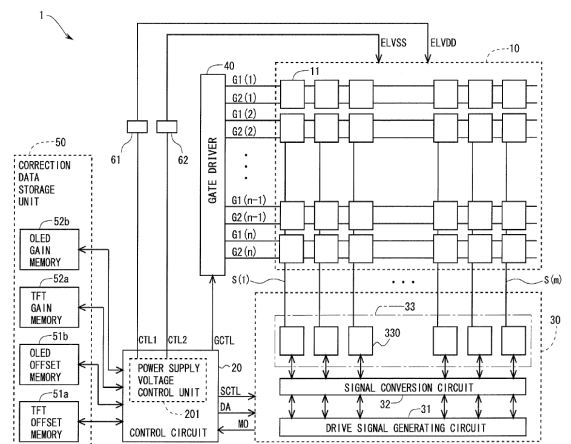 1
ELVSS
ELVDD
10
40
11
G1(1)
G2(1)
G1(2)
G2(2)
GATE DRIVER
61
62
50
CORRECTION
DATA
STORAGE
UNIT
52b
OLED
GAIN
MEMORY
52a
TFT
GAIN
MEMORY
51b
OLED
OFFSET
MEMORY
51a
TFT
OFFSET
MEMORY
G1(n-1)
G2(n-1)
G1(n)
G2(n)
S(1)
S(m)
33
30
330
CTL1
CTL2
GCTL
20
POWER SUPPLY
VOLTAGE
CONTROL UNIT
201
CONTROL CIRCUIT
SCTL
DA
MO
SIGNAL CONVERSION CIRCUIT
32
31
DRIVE SIGNAL GENERATING CIRCUIT